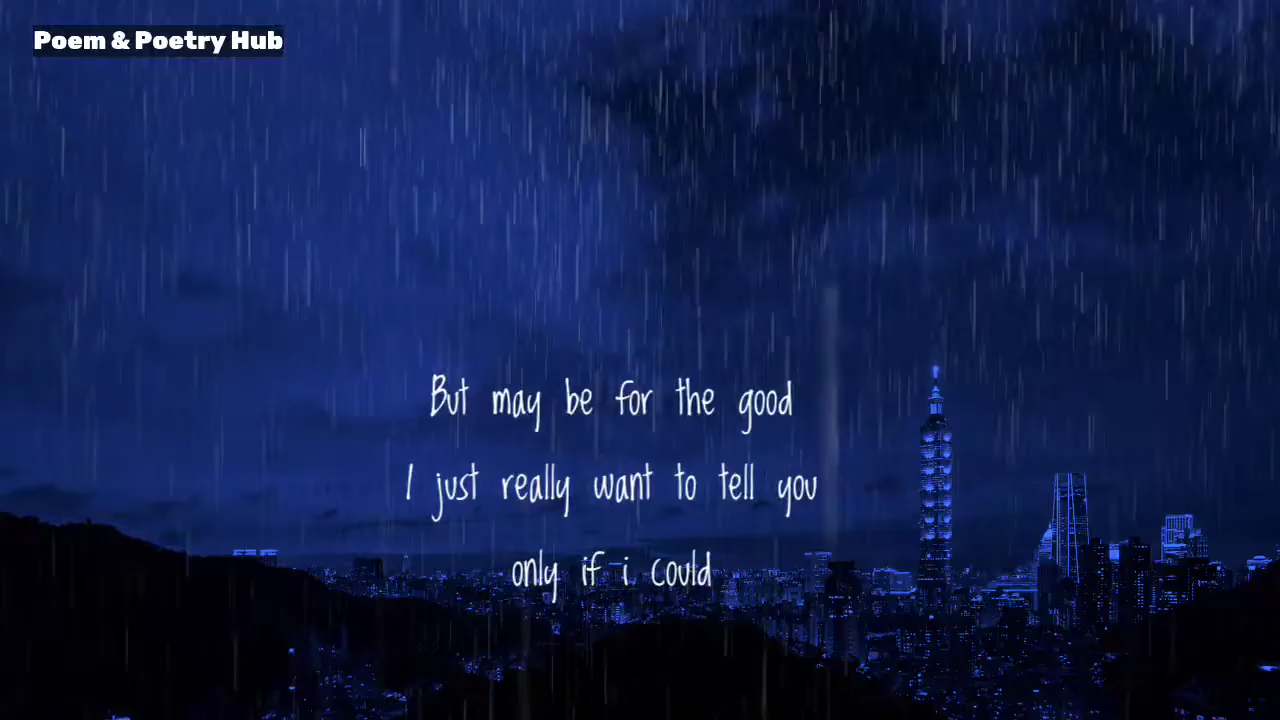 Poem & Poetry Hub
But may be for the good
I just really want to tell you
only if i could